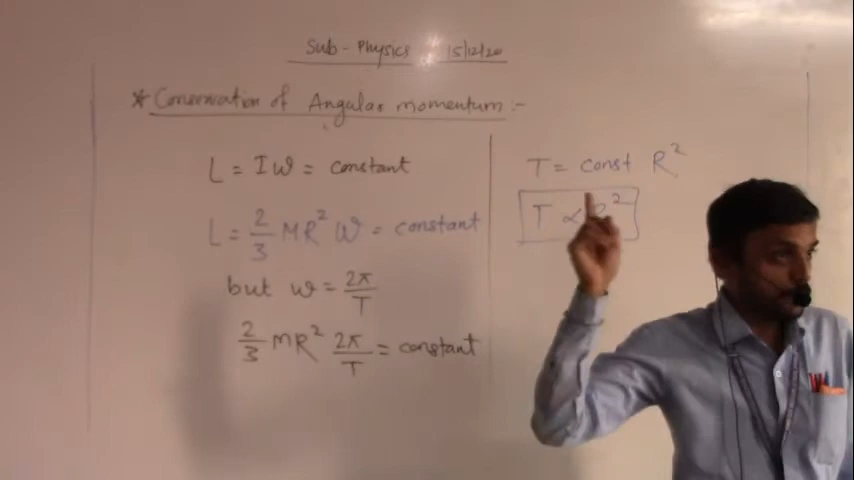 Sub - Physics 15/12/20
* Conservation of Angular momentum :-
L = I W = constant
L = 2/3 MR² W = constant
but w = 2π/T
2/3 MR² 2π/T = constant
T = const R²
T ∝ R²